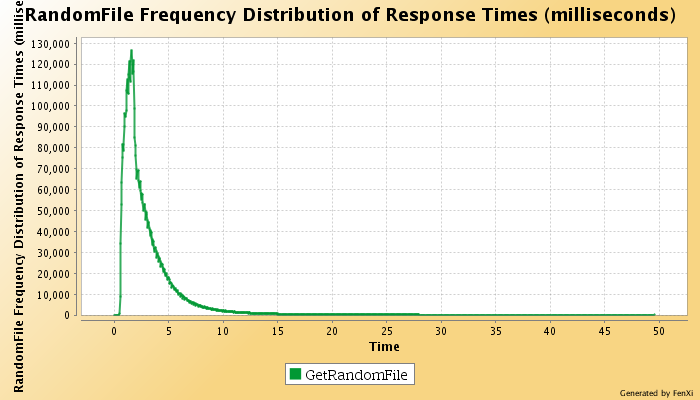 RandomFile Frequency Distribution of Response Times (milliseconds)
RandomFile Frequency Distribution of Response Times (millise
130,000
120,000
110,000
100,000
90,000
80,000
70,000
60,000
50,000
40,000
30,000
20,000
10,000
0
0 5 10 15 20 25 30 35 40 45 50
Time
GetRandomFile
Generated by FenXi